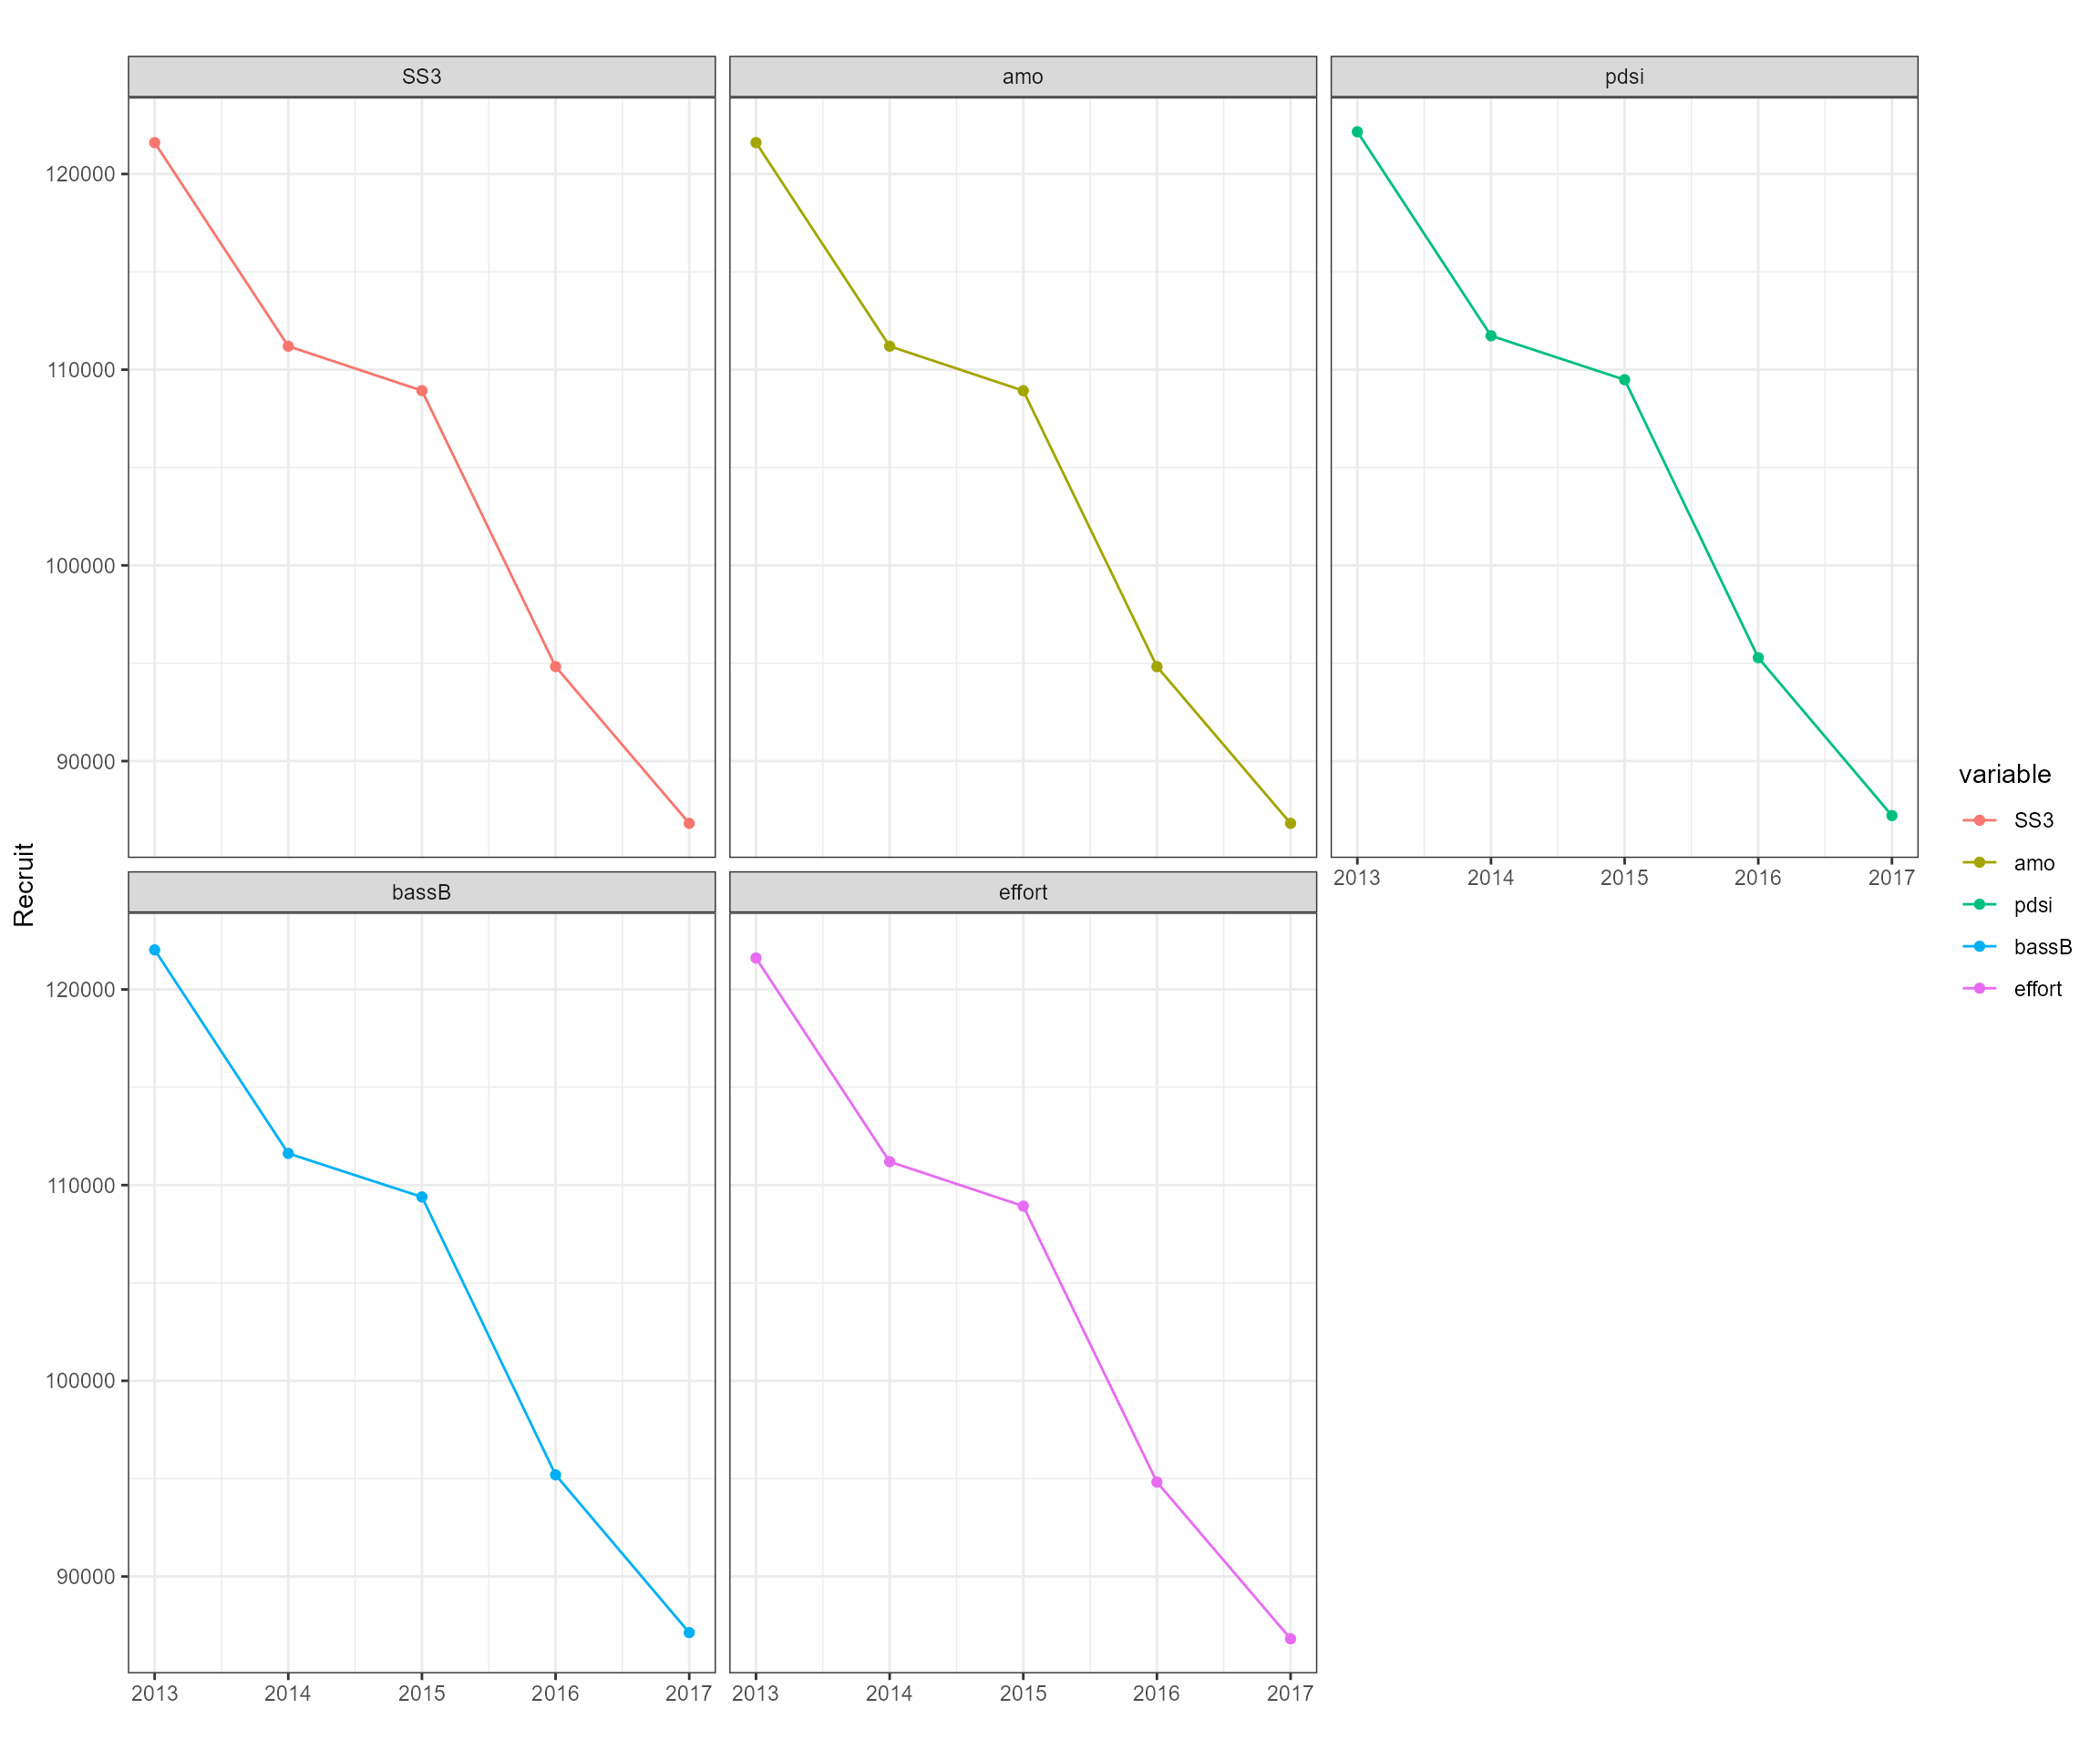 SS3 amo pdsi
120000
110000
100000
90000
2013 2014 2015 2016 2017
Recruit
bassB effort
120000
110000
100000
90000
2013 2014 2015 2016 2017 2013 2014 2015 2016 2017
variable
SS3
amo
pdsi
bassB
effort